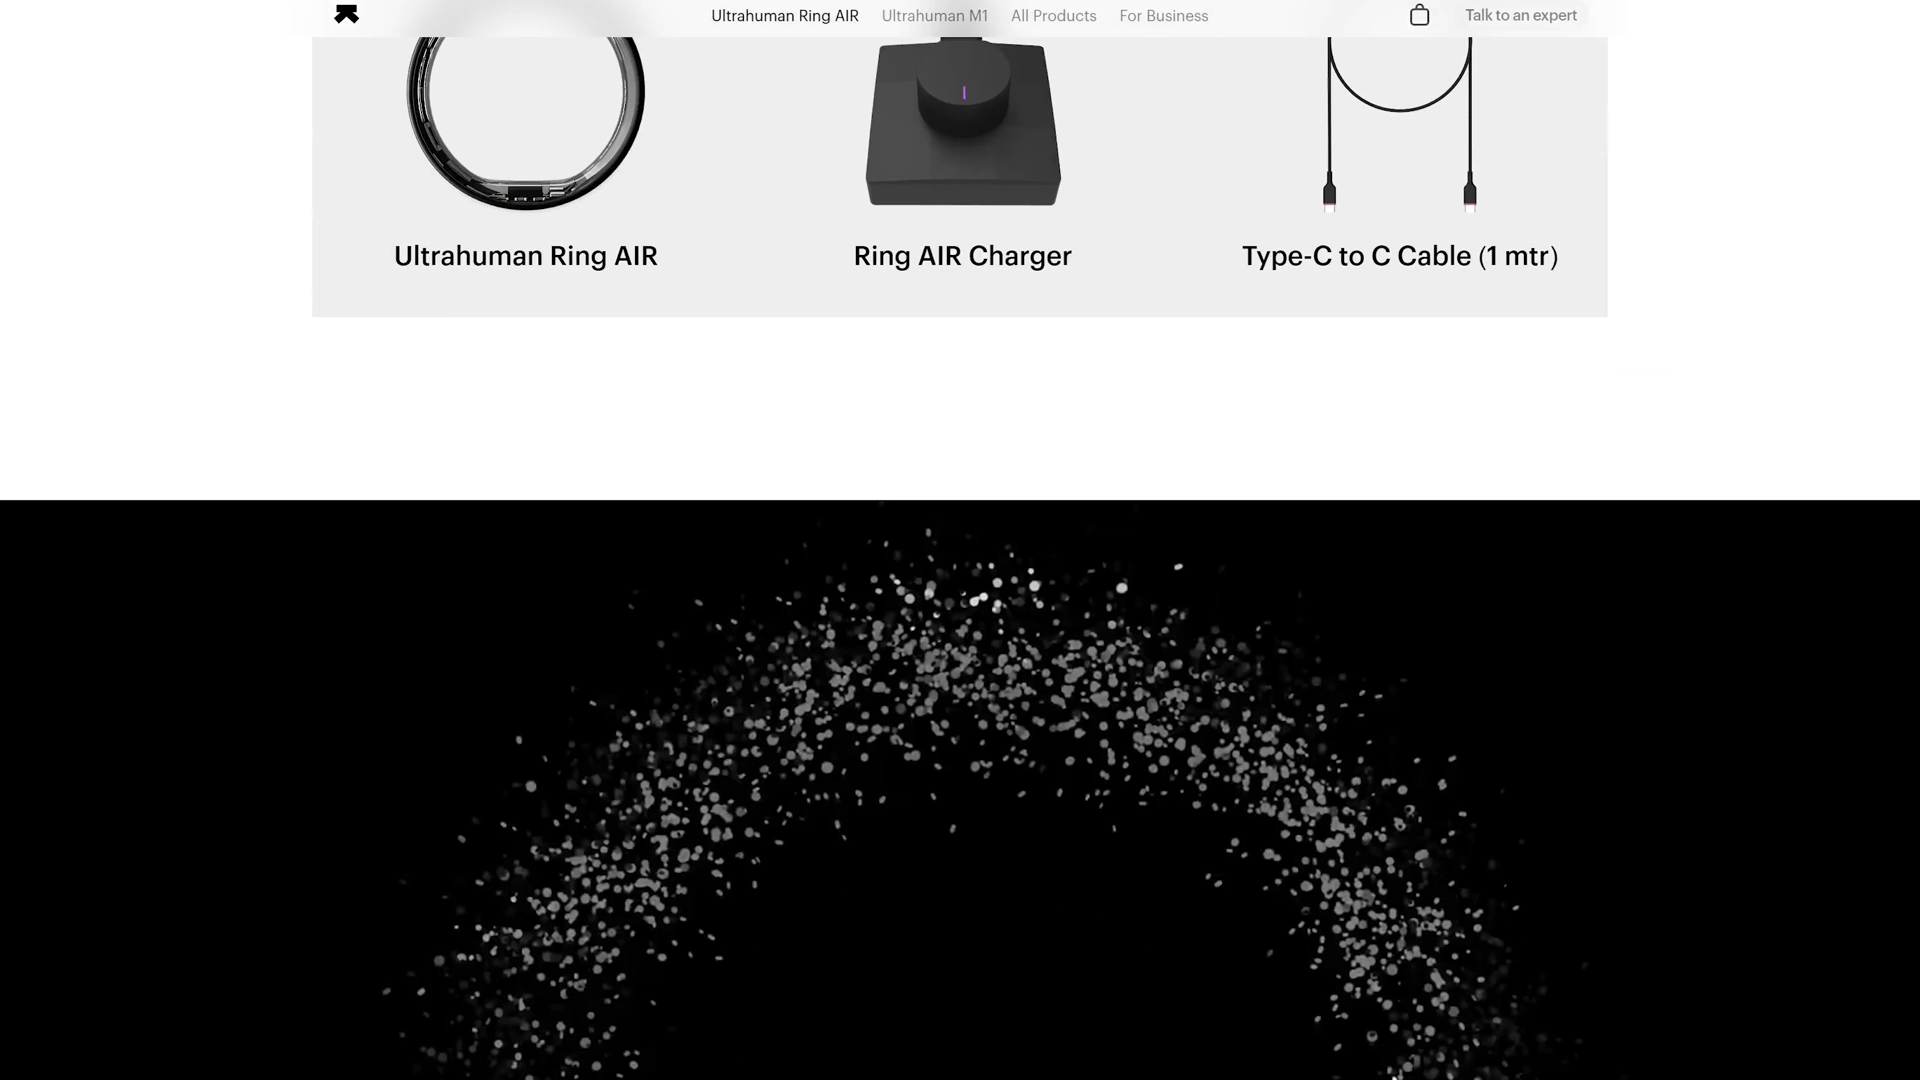 Ultrahuman Ring AIR Ultrahuman M1 All Products For Business Talk to an expert
Ultrahuman Ring AIR
Ring AIR Charger
Type-C to C Cable (1 mtr)